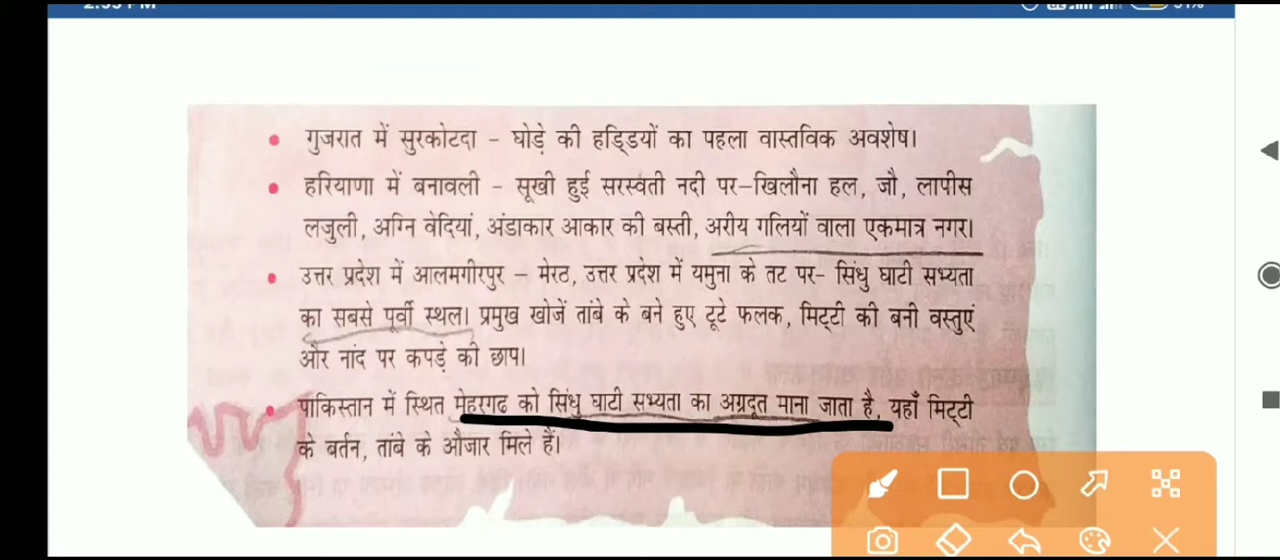 गुजरात में सुरकोटदा - घोड़े की हड्डियों का पहला वास्तविक अवशेष।
हरियाणा में बनावली - सूखी हुई सरस्वती नदी पर-खिलौना हल, जौ, लापीस
लजुली, अग्नि वेदियां, अंडाकार आकार की बस्ती, अरीय गलियों वाला एकमात्र नगर।
उत्तर प्रदेश में आलमगीरपुर - मेरठ, उत्तर प्रदेश में यमुना के तट पर- सिंधु घाटी सभ्यता
का सबसे पूर्वी स्थल। प्रमुख खोजें तांबे के बने हुए टूटे फलक, मिट्टी की बनी वस्तुएं
और नांद पर कपड़े की छाप।
पाकिस्तान में स्थित मेहरगढ को सिंधु घाटी सभ्यता का अग्रदूत माना जाता है, यहाँ मिट्टी
के बर्तन, तांबे के औजार मिले हैं।